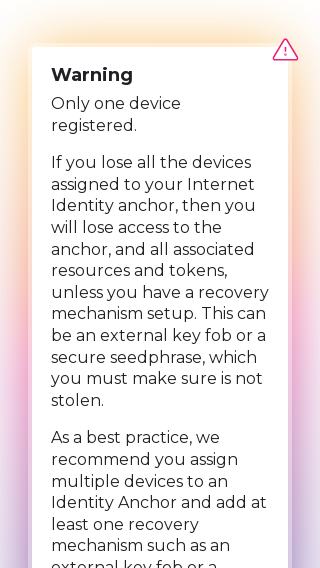 Warning
Only one device
registered.
If you lose all the devices
assigned to your Internet
Identity anchor, then you
will lose access to the
anchor, and all associated
resources and tokens,
unless you have a recovery
mechanism setup. This can
be an external key fob or a
secure seedphrase, which
you must make sure is not
stolen.
As a best practice, we
recommend you assign
multiple devices to an
Identity Anchor and add at
least one recovery
mechanism such as an
external key fob or a